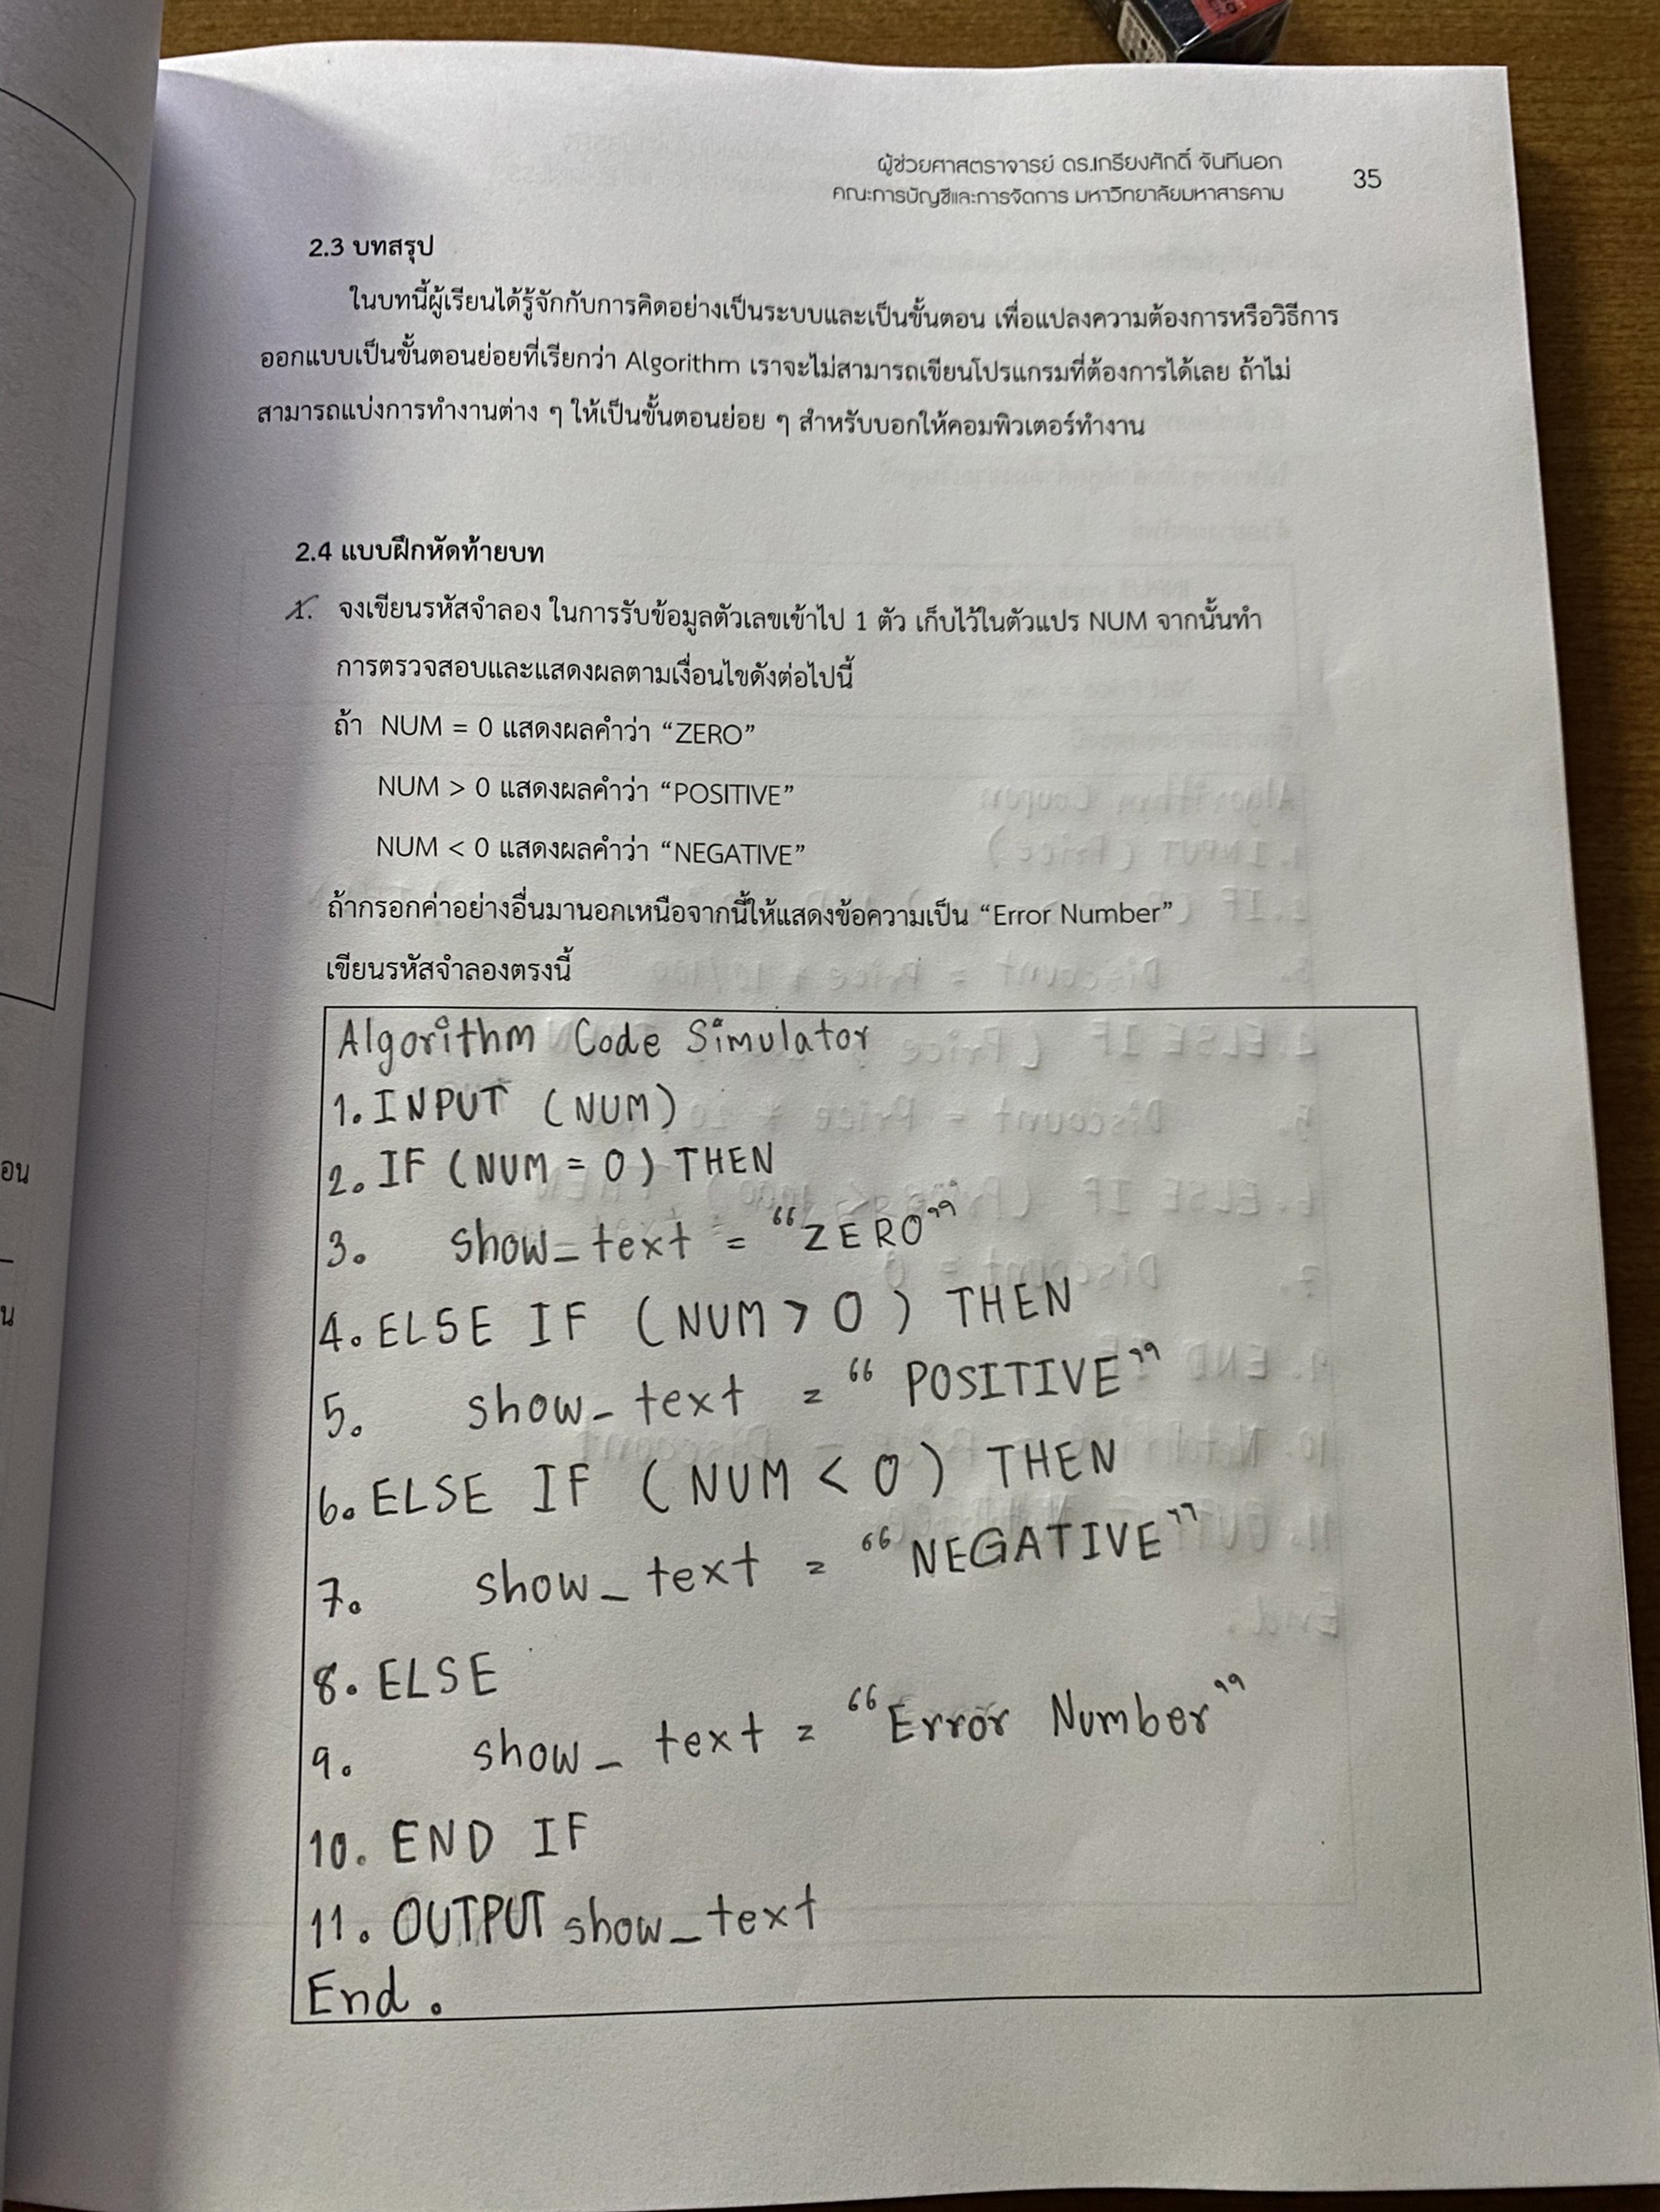 ผู้ช่วยศาสตราจารย์ ดร.เกรียงศักดิ์ จันทีนอก
คณะการบัญชีและการจัดการ มหาวิทยาลัยมหาสารคาม
35
2.3 บทสรุป
ในบทนี้ผู้เรียนได้รู้จักกับการคิดอย่างเป็นระบบและเป็นขั้นตอน เพื่อแปลงความต้องการหรือวิธีการ
ออกแบบเป็นขั้นตอนย่อยที่เรียกว่า Algorithm เราจะไม่สามารถเขียนโปรแกรมที่ต้องการได้เลย ถ้าไม่
สามารถแบ่งการทำงานต่าง ๆ ให้เป็นขั้นตอนย่อย ๆ สำหรับบอกให้คอมพิวเตอร์ทำงาน
2.4 แบบฝึกหัดท้ายบท
1. จงเขียนรหัสจำลอง ในการรับข้อมูลตัวเลขเข้าไป 1 ตัว เก็บไว้ในตัวแปร NUM จากนั้นทำ
การตรวจสอบและแสดงผลตามเงื่อนไขดังต่อไปนี้
ถ้า NUM = 0 แสดงผลคำว่า “ZERO”
NUM > 0 แสดงผลคำว่า “POSITIVE”
NUM < 0 แสดงผลคำว่า “NEGATIVE”
ถ้ากรอกค่าอย่างอื่นมานอกเหนือจากนี้ให้แสดงข้อความเป็น “Error Number”
เขียนรหัสจำลองตรงนี้
Algorithm Code Simulator
1. INPUT (NUM)
2. IF (NUM = 0) THEN
3. show_text = “ZERO”
4. ELSE IF (NUM > 0) THEN
5. show_text = “POSITIVE”
6. ELSE IF (NUM < 0) THEN
7. show_text = “NEGATIVE”
8. ELSE
9. show_text = “Error Number”
10. END IF
11. OUTPUT show_text
End.